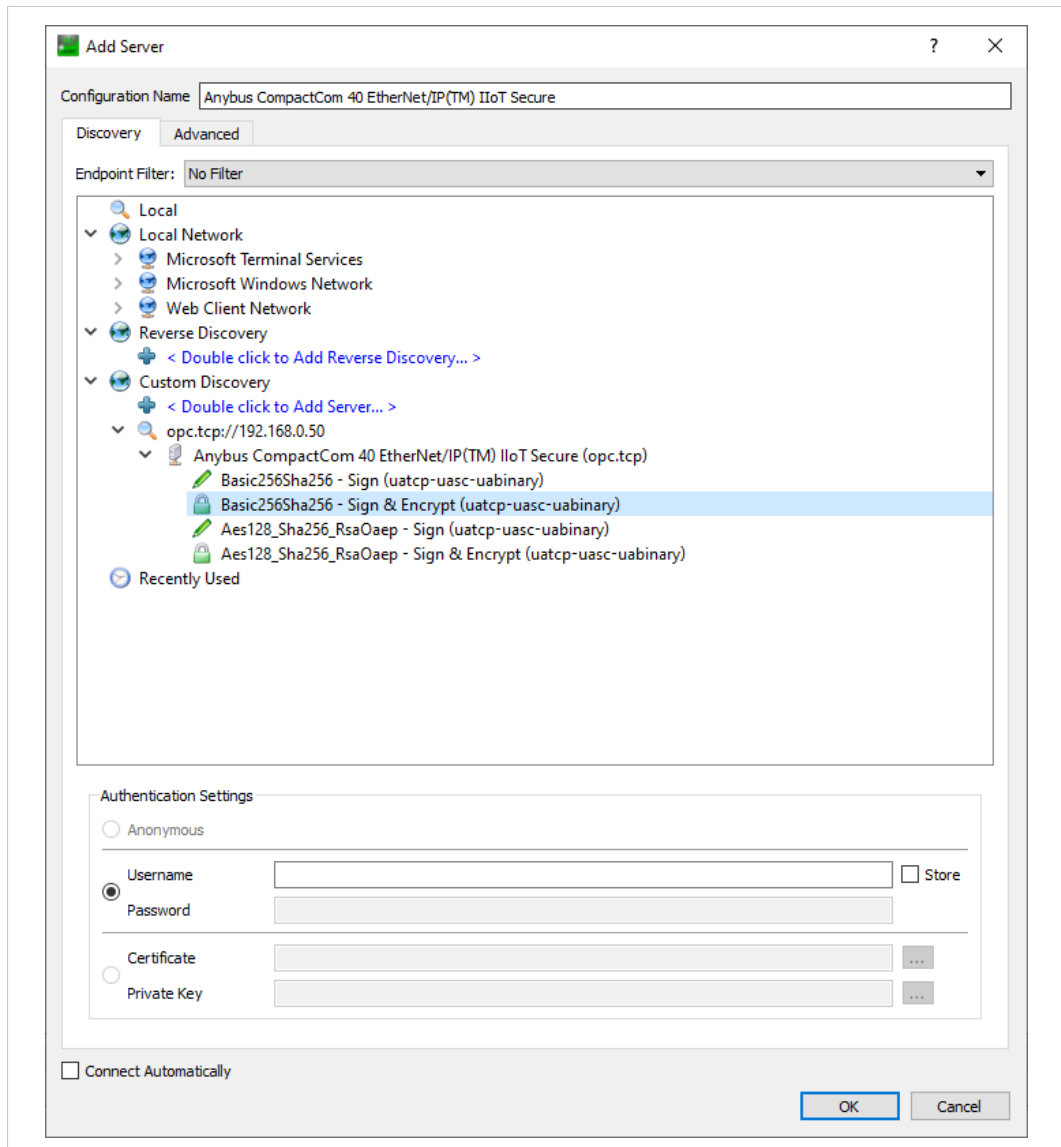 Add Server
?
Configuration Name Anybus CompactCom 40 EtherNet/IP(TM) IIoT Secure
Discovery Advanced
Endpoint Filter: No Filter
Local
Local Network
Microsoft Terminal Services
Microsoft Windows Network
Web Client Network
Reverse Discovery
< Double click to Add Reverse Discovery... >
Custom Discovery
< Double click to Add Server... >
opc.tcp://192.168.0.50
Anybus CompactCom 40 EtherNet/IP(TM) IIoT Secure (opc.tcp)
Basic256Sha256 - Sign (uatcp-uasc-uabinary)
Basic256Sha256 - Sign & Encrypt (uatcp-uasc-uabinary)
Aes128_Sha256_RsaOaep - Sign (uatcp-uasc-uabinary)
Aes128_Sha256_RsaOaep - Sign & Encrypt (uatcp-uasc-uabinary)
Recently Used
Authentication Settings
Anonymous
Username Store
Password
Certificate ...
Private Key ...
Connect Automatically
OK Cancel